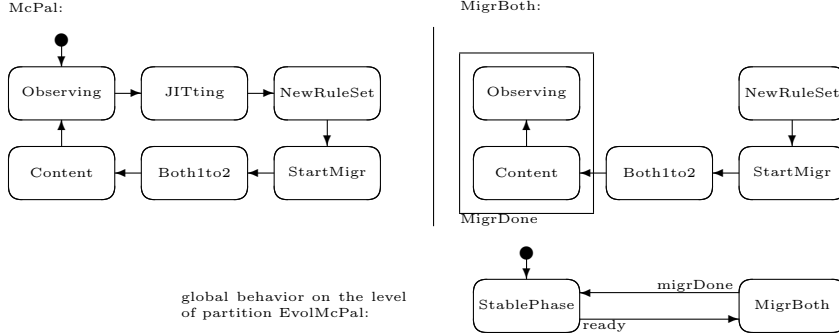 McPal:
MigrBoth:
Observing
JITting
NewRuleSet
Content
Both1to2
StartMigr
Observing
NewRuleSet
Content
Both1to2
StartMigr
MigrDone
global behavior on the level
of partition EvolMcPal:
StablePhase
migrDone
ready
MigrBoth